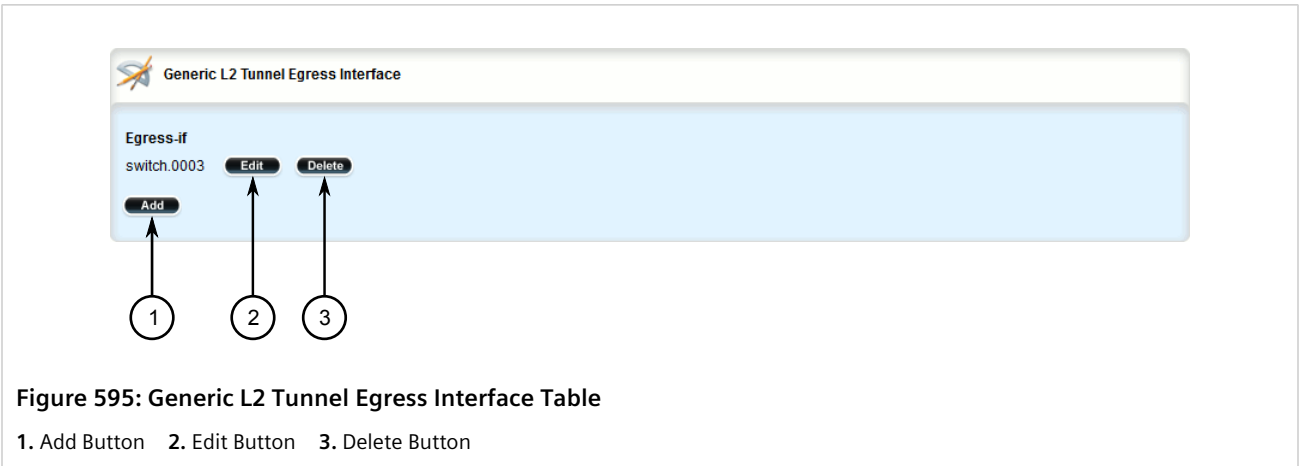 Generic L2 Tunnel Egress Interface
Egress-if
switch.0003 Edit Delete
Add
1 2 3
Figure 595: Generic L2 Tunnel Egress Interface Table
1. Add Button 2. Edit Button 3. Delete Button